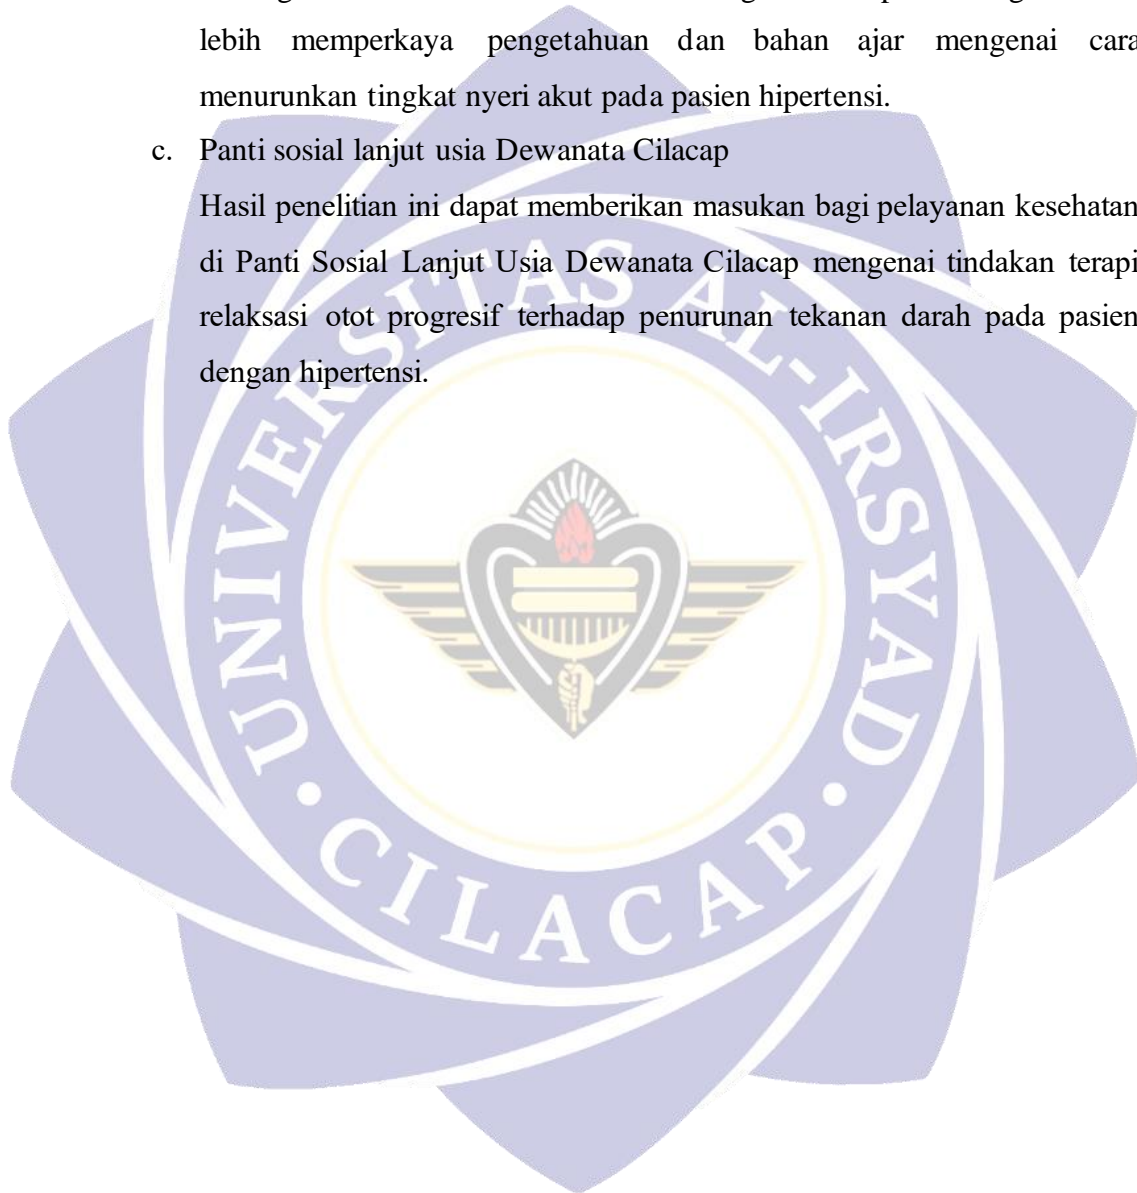 lebih memperkaya pengetahuan dan bahan ajar mengenai cara
menurunkan tingkat nyeri akut pada pasien hipertensi.
c. Panti sosial lanjut usia Dewanata Cilacap
Hasil penelitian ini dapat memberikan masukan bagi pelayanan kesehatan
di Panti Sosial Lanjut Usia Dewanata Cilacap mengenai tindakan terapi
relaksasi otot progresif terhadap penurunan tekanan darah pada pasien
dengan hipertensi.
UNIVERSITAS AL-IRSYAD
• CILACAP •